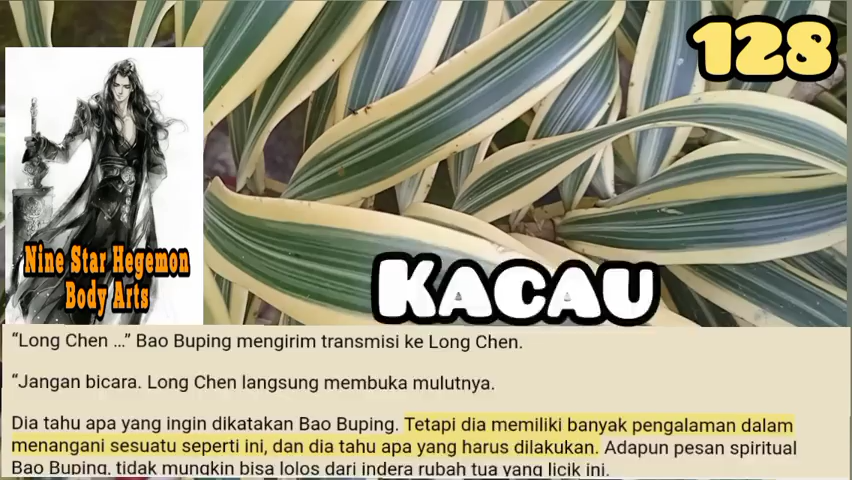 128
Nine Star Hegemon
Body Arts
KACAU
“Long Chen ...” Bao Buping mengirim transmisi ke Long Chen.
“Jangan bicara. Long Chen langsung membuka mulutnya.
Dia tahu apa yang ingin dikatakan Bao Buping. Tetapi dia memiliki banyak pengalaman dalam
menangani sesuatu seperti ini, dan dia tahu apa yang harus dilakukan. Adapun pesan spiritual
Bao Buping, tidak mungkin bisa lolos dari indera rubah tua yang licik ini.